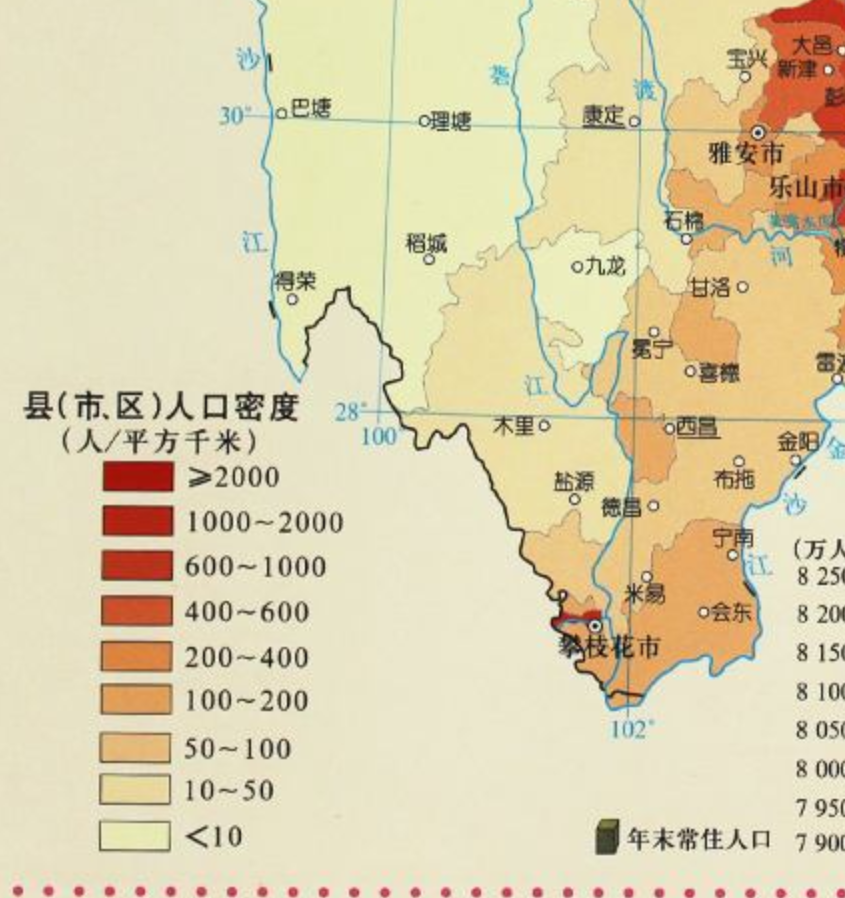 大邑
宝兴
新津
沙
砻
渡
彭
巴塘
30°
理塘
康定
雅安市
乐山市
石棉
江
稻城
河
九龙
得荣
甘洛
冕宁
喜德
雷波
江
县(市、区)人口密度
28°
100°
木里
西昌
金阳
金
(人/平方千米)
≥2000
盐源
布拖
德昌
沙
1000~2000
宁南
600~1000
江
(万人
8 250
米易
会东
400~600
8 200
攀枝花市
200~400
8 150
100~200
8 100
102°
8 050
50~100
8 000
10~50
7 950
<10
年末常住人口
7 900